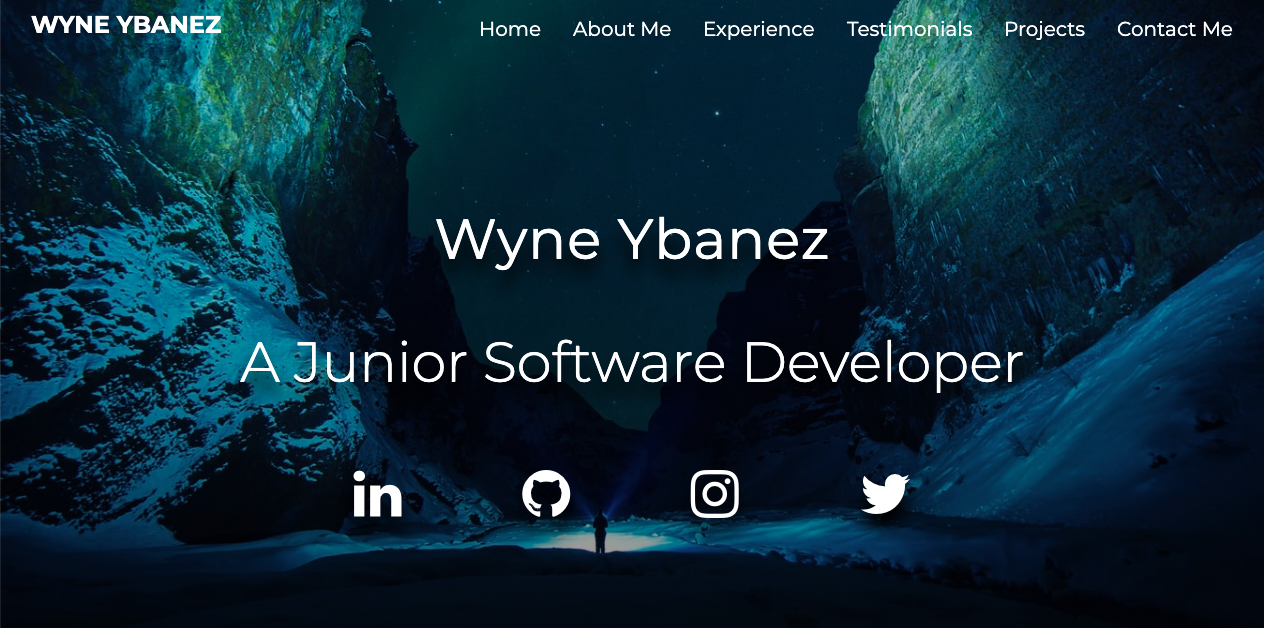 WYNE YBANEZ
Home About Me Experience Testimonials Projects Contact Me
Wyne Ybanez
A Junior Software Developer
in